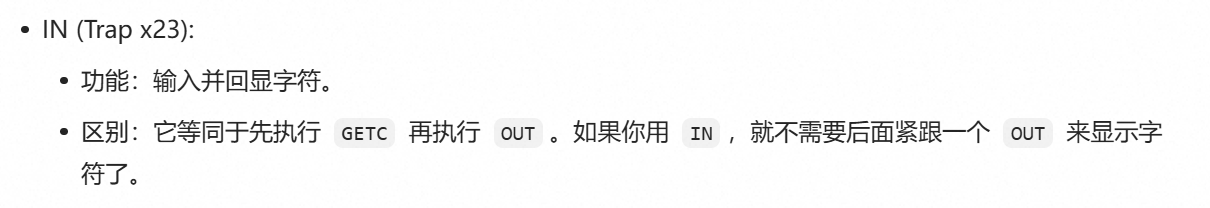 • IN (Trap x23):
• 功能：输入并回显字符。
• 区别：它等同于先执行 GETC 再执行 OUT 。如果你用 IN ，就不需要后面紧跟一个 OUT 来显示字
符了。